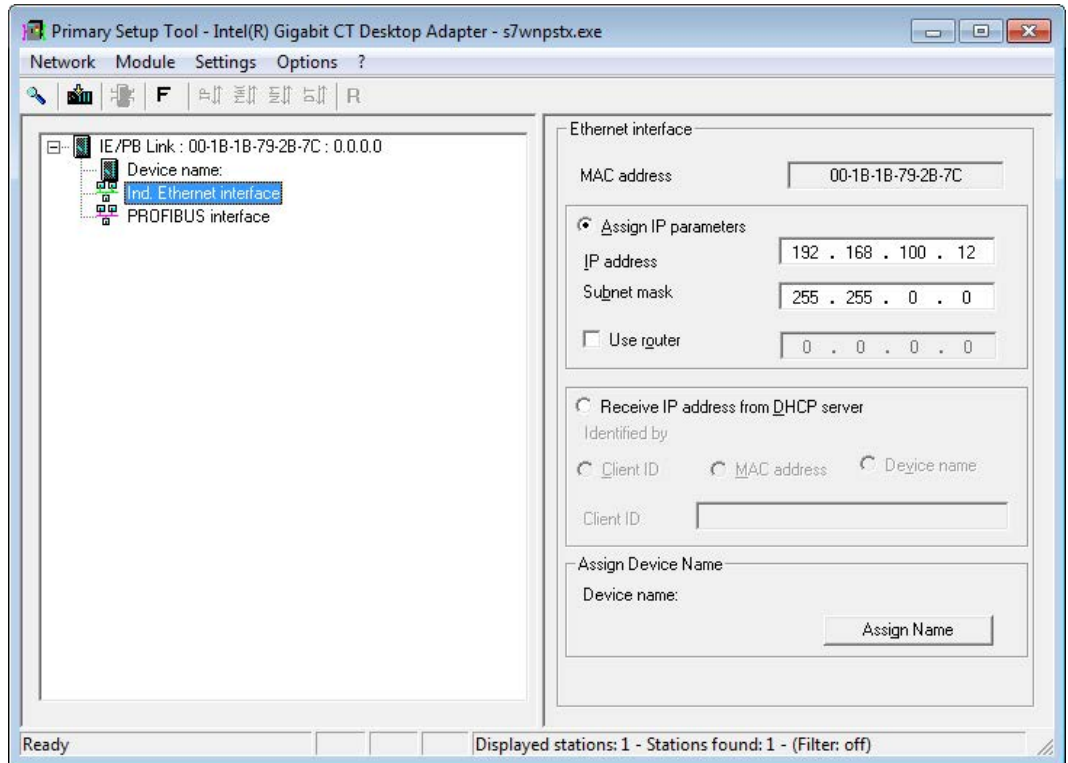 Primary Setup Tool - Intel(R) Gigabit CT Desktop Adapter - s7wnpstx.exe
Network Module Settings Options ?
F R
IE/PB Link : 00-1B-1B-79-2B-7C : 0.0.0.0
Device name:
Ind. Ethernet interface
PROFIBUS interface
Ethernet interface
MAC address 00-1B-1B-79-2B-7C
Assign IP parameters
IP address 192 . 168 . 100 . 12
Subnet mask 255 . 255 . 0 . 0
Use router 0 . 0 . 0 . 0
Receive IP address from DHCP server
Identified by
Client ID MAC address Device name
Client ID
Assign Device Name
Device name:
Assign Name
Ready Displayed stations: 1 - Stations found: 1 - (Filter: off)